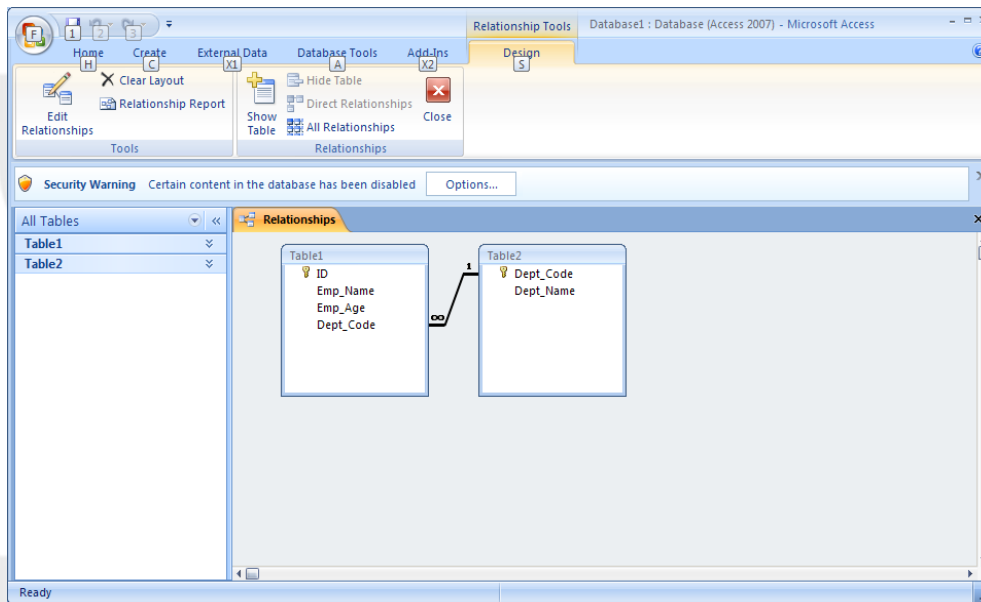 F 1 2 3
Relationship Tools Database1 : Database (Access 2007) - Microsoft Access
Home Create External Data Database Tools Add-Ins Design
H C X1 A X2 S
Edit Relationships
Clear Layout
Relationship Report
Show Table
Hide Table
Direct Relationships
All Relationships
Close
Tools Relationships
Security Warning Certain content in the database has been disabled Options...
All Tables «
Table1
Table2
Relationships
Table1
ID
Emp_Name
Emp_Age
Dept_Code
∞ 1
Table2
Dept_Code
Dept_Name
Ready